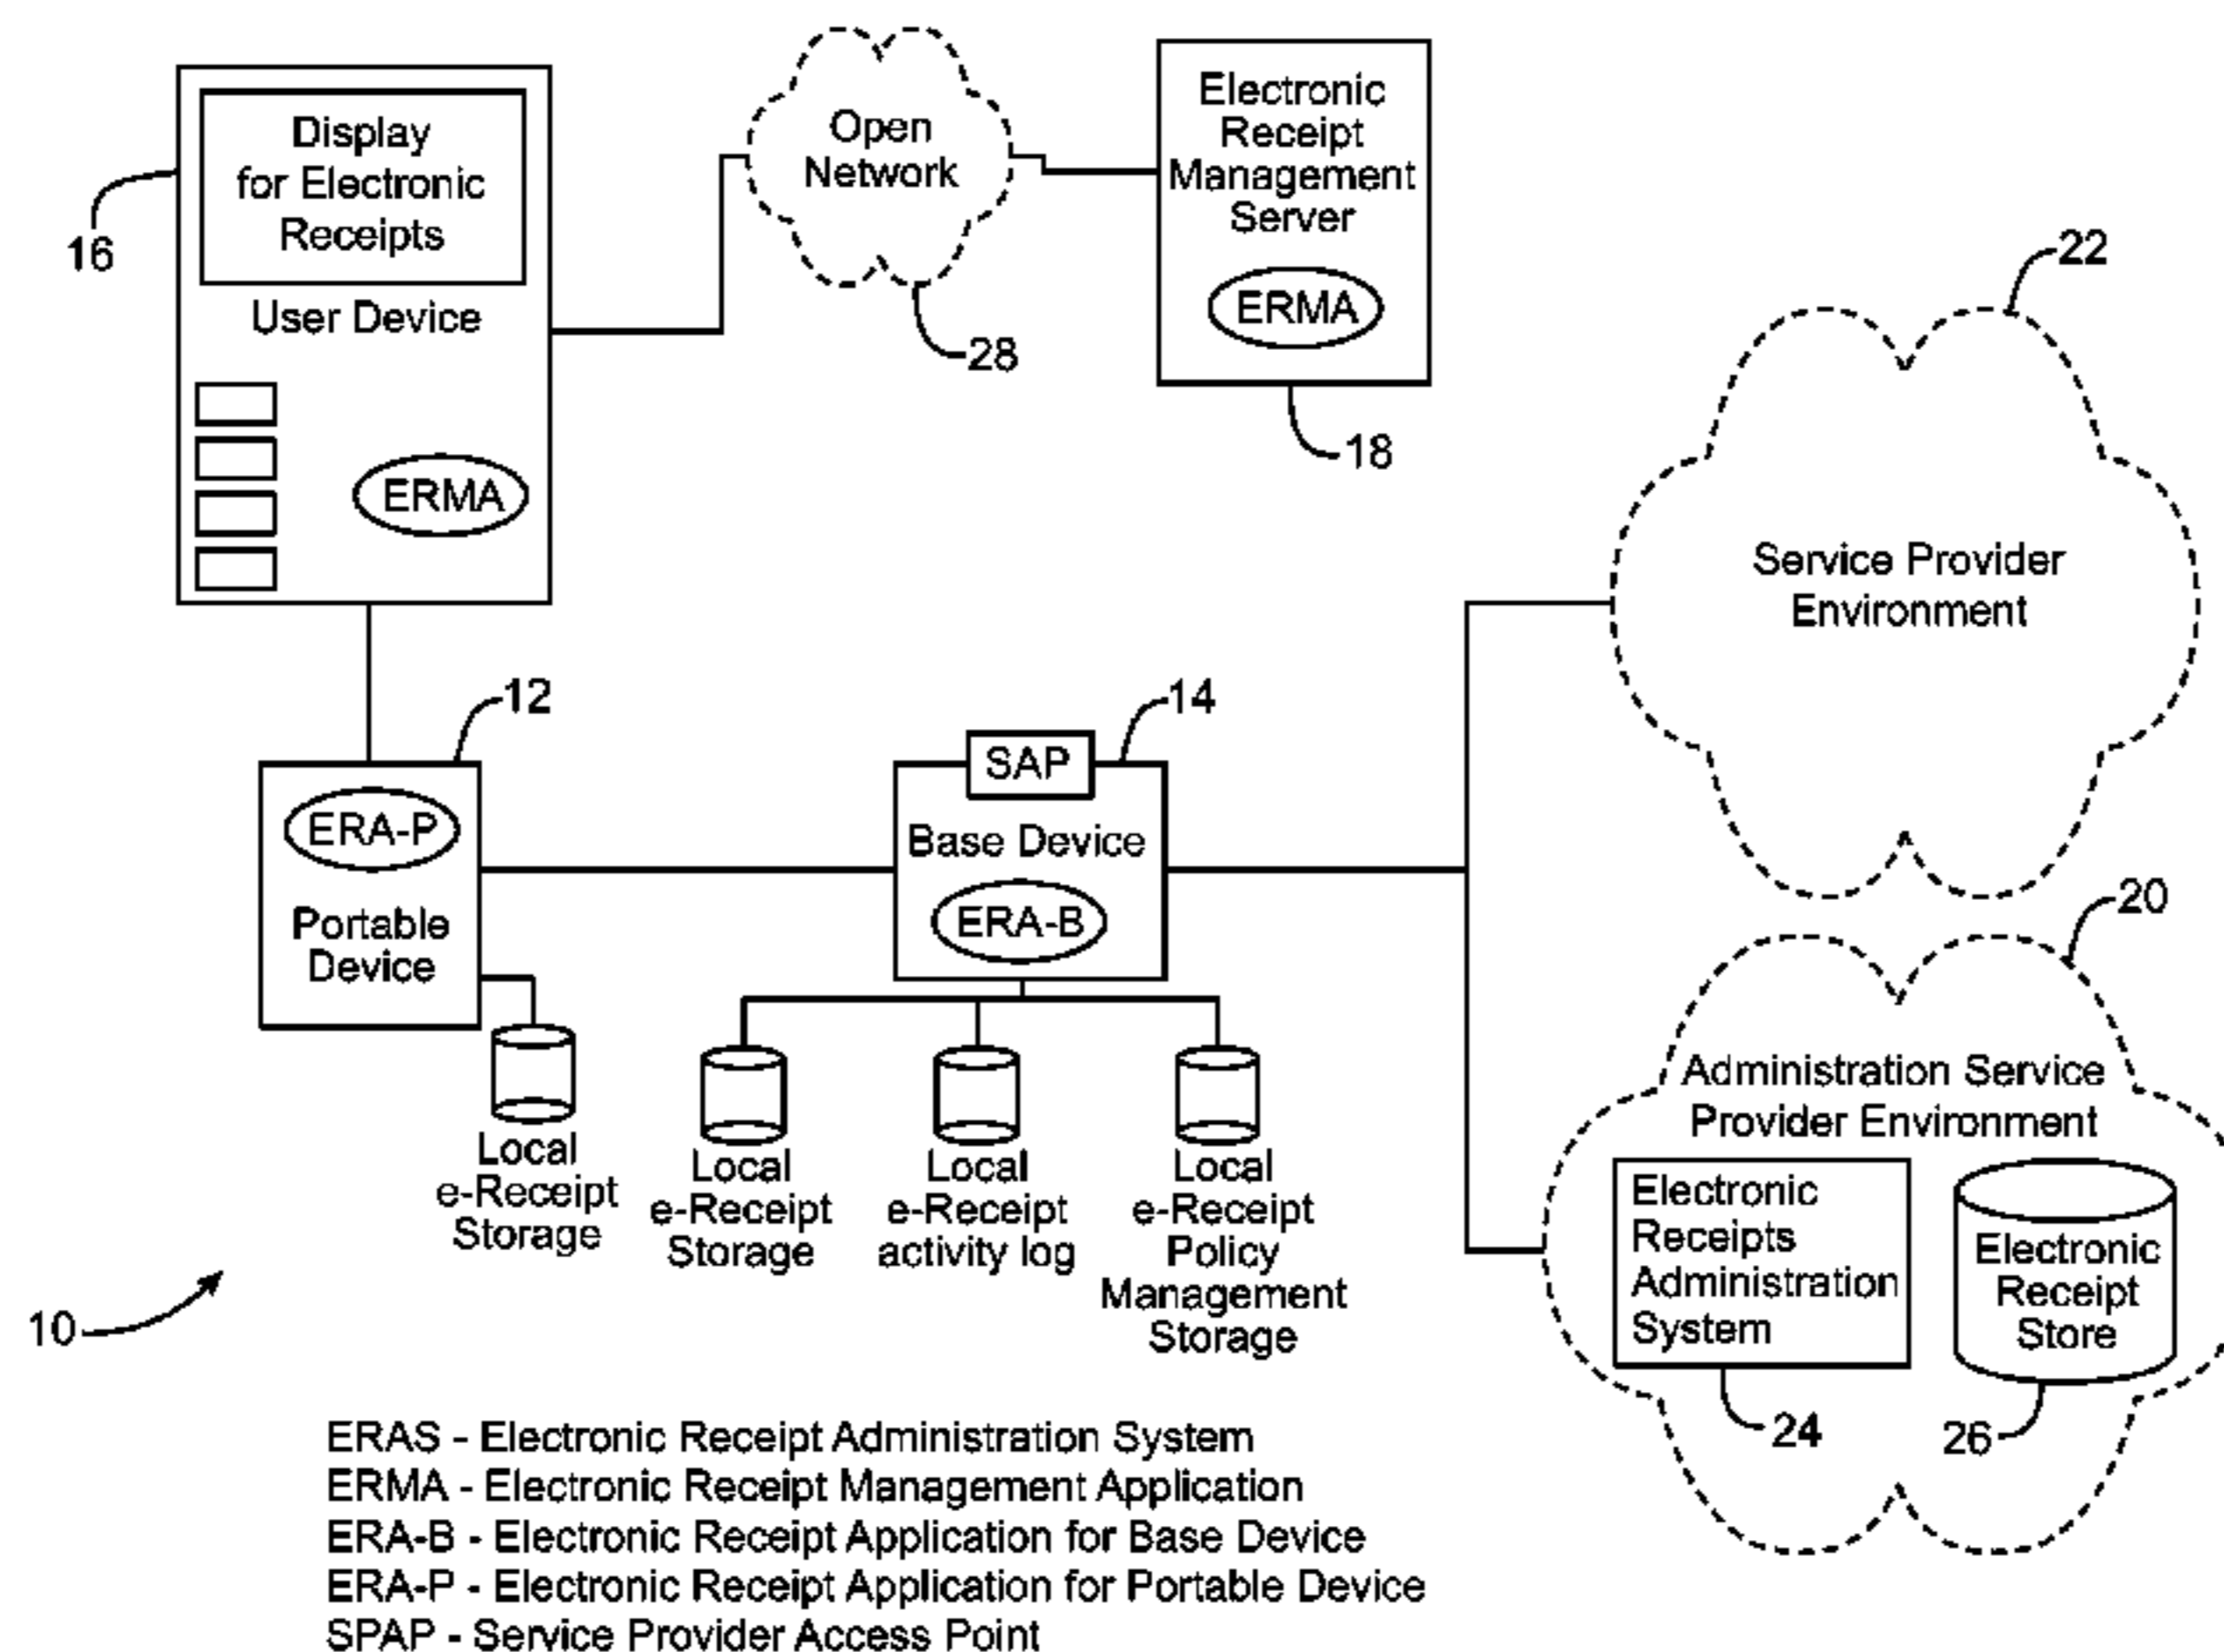 Display
for Electronic
Receipts
16
User Device
ERMA
Open
Network
28
Electronic
Receipt
Management
Server
ERMA
18
22
Service Provider
Environment
12
ERA-P
Portable
Device
Local
e-Receipt
Storage
14
SAP
Base Device
ERA-B
Local
e-Receipt
Storage
Local
e-Receipt
activity log
Local
e-Receipt
Policy
Management
Storage
20
Administration Service
Provider Environment
Electronic
Receipts
Administration
System
24
Electronic
Receipt
Store
26
10
ERAS - Electronic Receipt Administration System
ERMA - Electronic Receipt Management Application
ERA-B - Electronic Receipt Application for Base Device
ERA-P - Electronic Receipt Application for Portable Device
SPAP - Service Provider Access Point